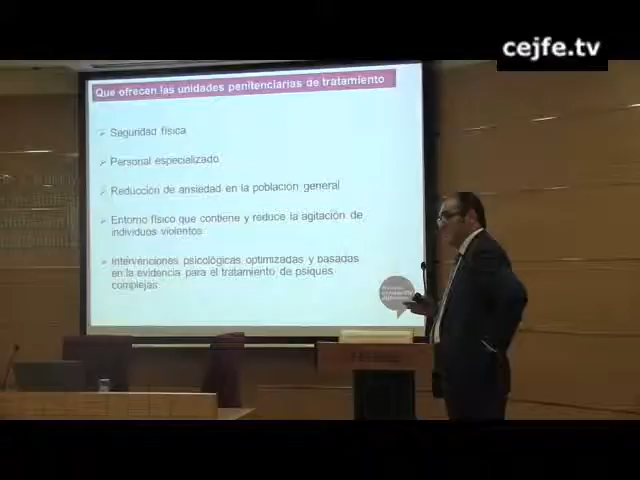 cejfe.tv
Que ofrecen las unidades penitenciarias de tratamiento
Seguridad física
Personal especializado
Reducción de ansiedad en la población general
Entorno físico que contiene y reduce la agitación de
individuos violentos
Intervenciones psicológicas optimizadas y basadas
en la evidencia para el tratamiento de psiques
complejas